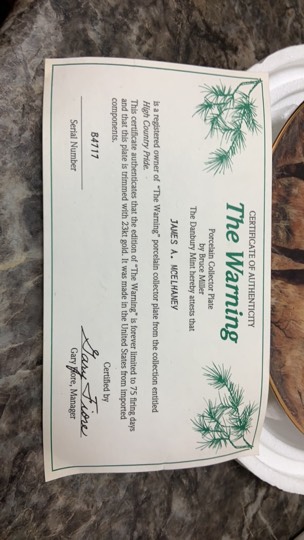 CERTIFICATE OF AUTHENTICITY
The Warning
Porcelain Collector Plate
by Bruce Miller
The Danbury Mint hereby attests that
JAMES A. MCELHANEY
is a registered owner of "The Warning" porcelain collector plate from the collection entitled
High Country Pride.
This certificate authenticates that the edition of "The Warning" is forever limited to 75 firing days
and that this plate is trimmed with 23kt gold. It was made in the United States from imported
components.
B4717
Serial Number
Certified by
Gary Fiore
Gary Fiore, Manager